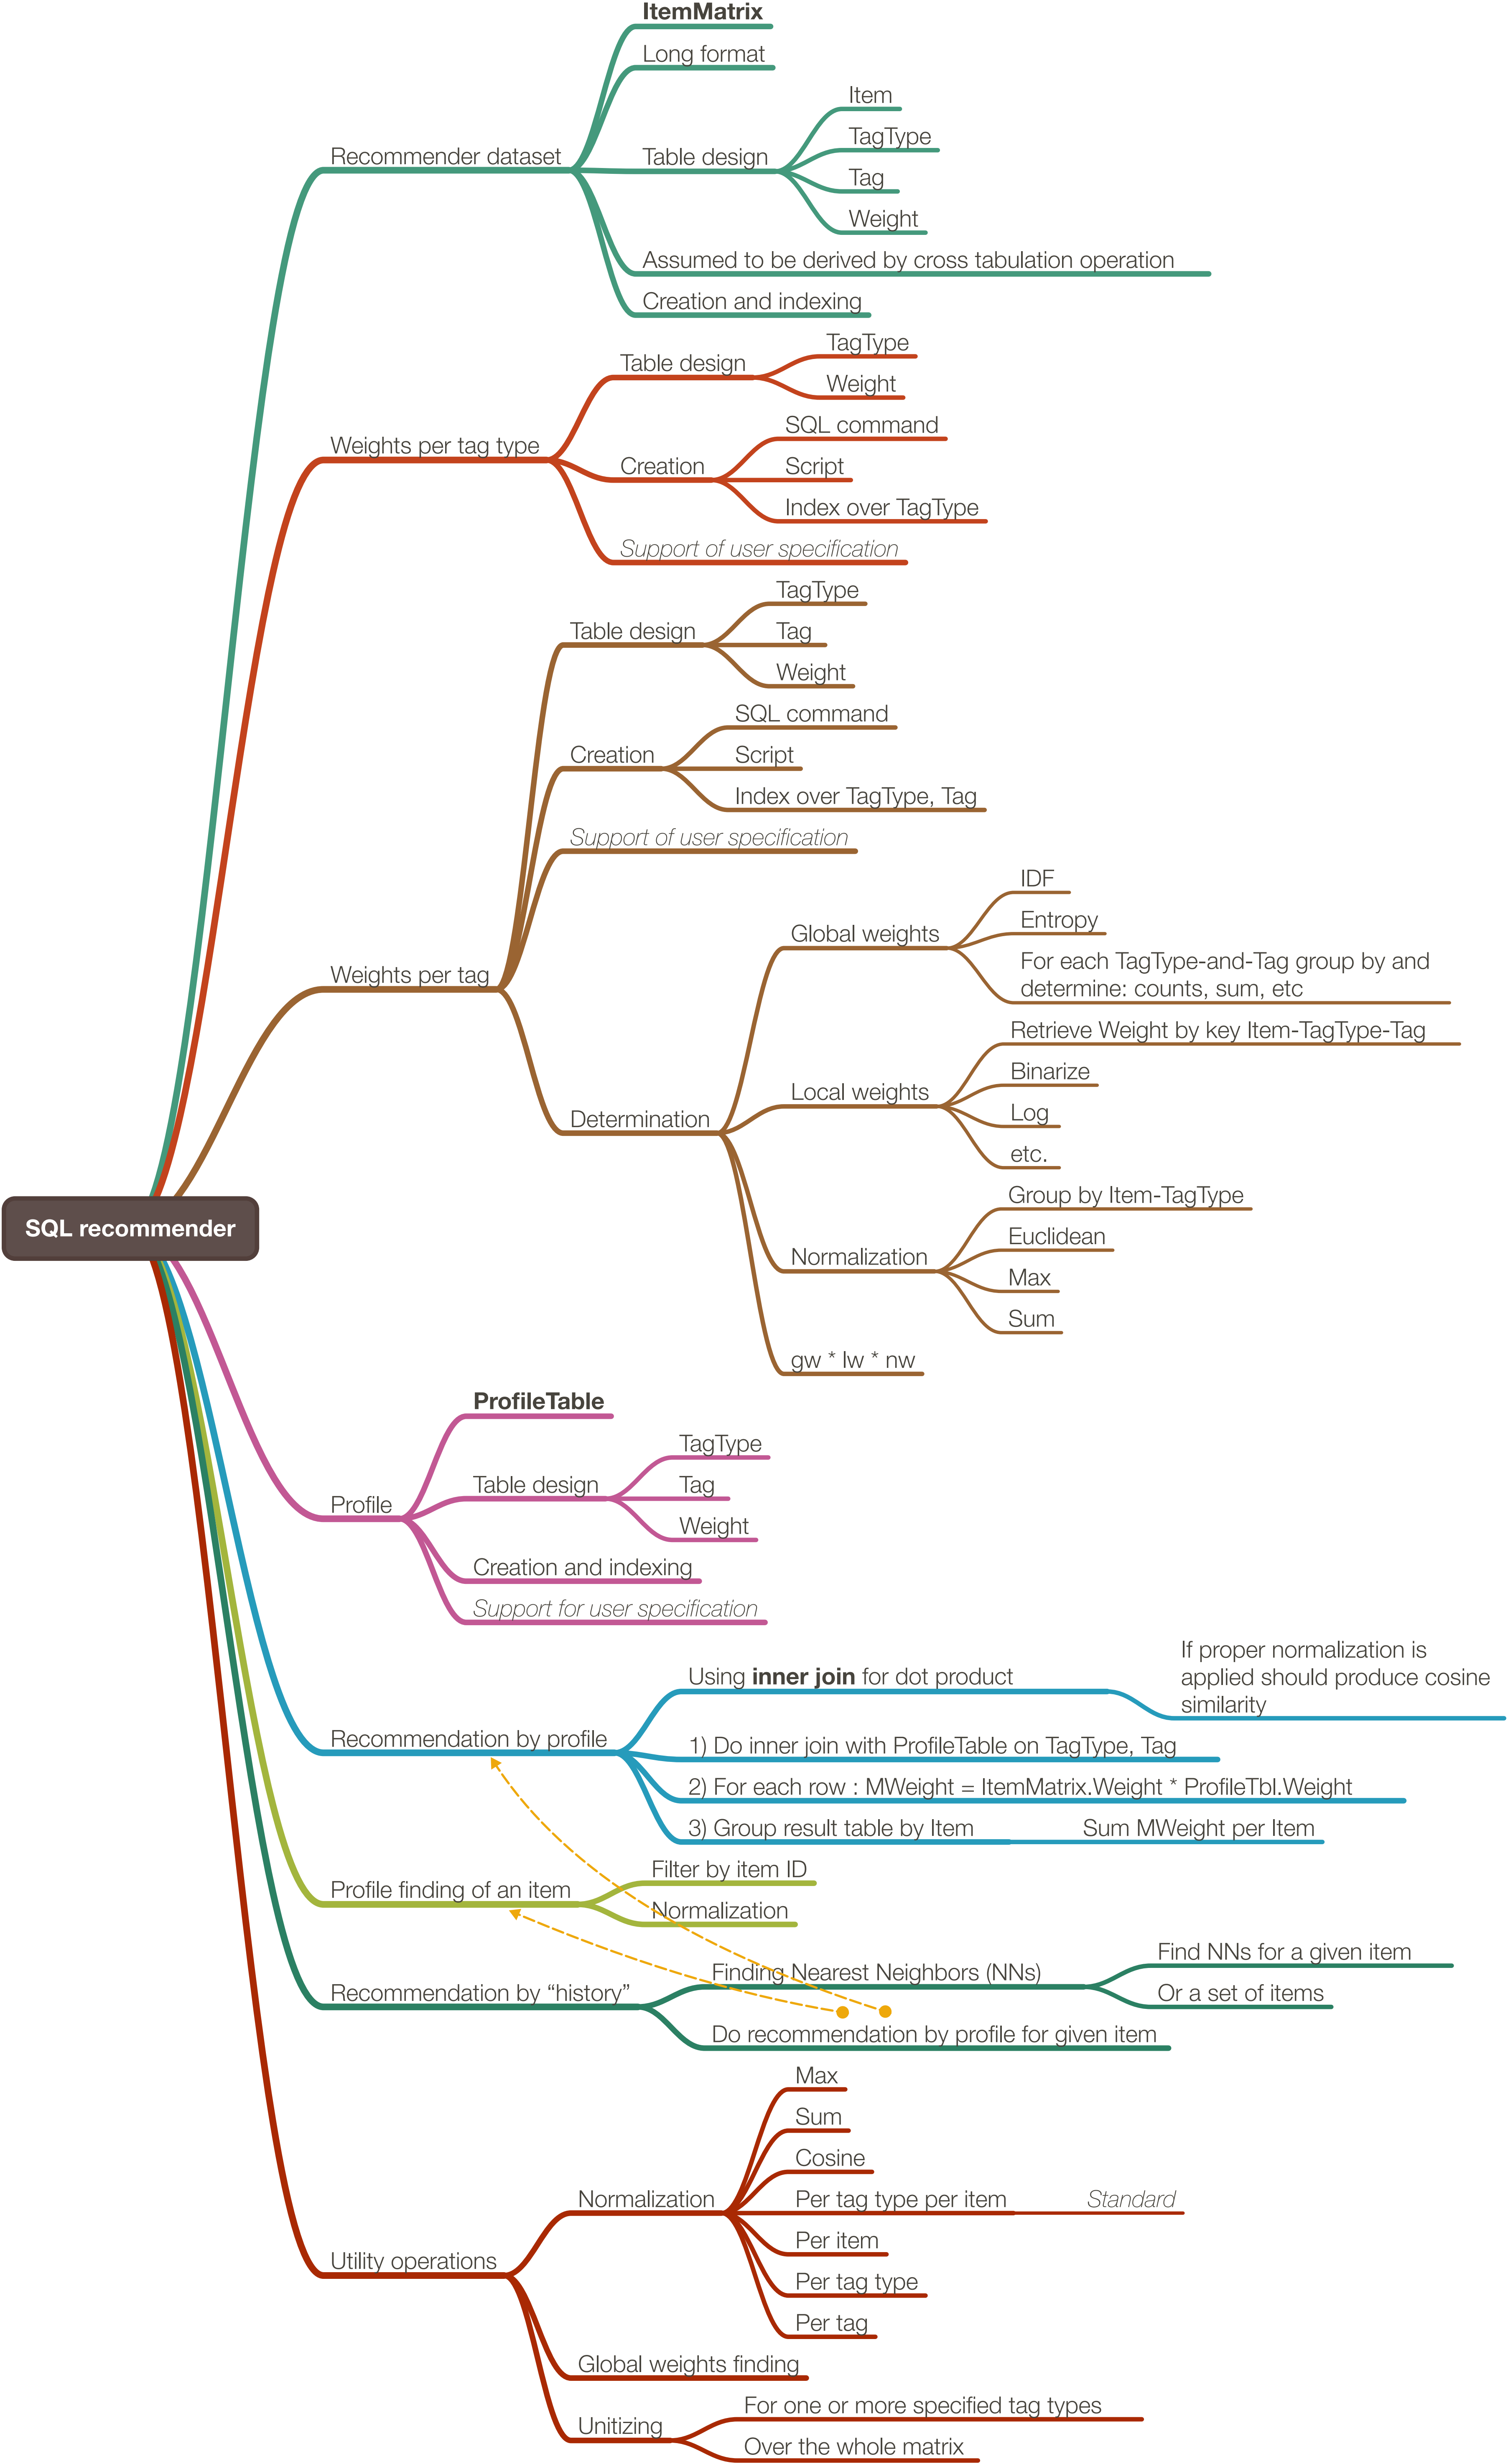 ItemMatrix
Long format
Item
TagType
Recommender dataset
Table design
Tag
Weight
Assumed to be derived by cross tabulation operation
Creation and indexing
TagType
Table design
Weight
SQL command
Weights per tag type
Creation
Script
Index over TagType
Support of user specification
TagType
Table design
Tag
Weight
SQL command
Creation
Script
Index over TagType, Tag
Support of user specification
IDF
Entropy
Global weights
For each TagType-and-Tag group by and
determine: counts, sum, etc
Weights per tag
Retrieve Weight by key Item-TagType-Tag
Binarize
Local weights
Log
Determination
etc.
Group by Item-TagType
SQL recommender
Euclidean
Normalization
Max
Sum
gw * lw * nw
ProfileTable
TagType
Table design
Tag
Profile
Weight
Creation and indexing
Support for user specification
If proper normalization is
applied should produce cosine
similarity
Using inner join for dot product
Recommendation by profile
1) Do inner join with ProfileTable on TagType, Tag
2) For each row : MWeight = ItemMatrix.Weight * ProfileTbl.Weight
3) Group result table by Item
Sum MWeight per Item
Filter by item ID
Profile finding of an item
Normalization
Find NNs for a given item
Finding Nearest Neighbors (NNs)
Recommendation by “history”
Or a set of items
Do recommendation by profile for given item
Max
Sum
Cosine
Normalization
Per tag type per item
Standard
Per item
Utility operations
Per tag type
Per tag
Global weights finding
For one or more specified tag types
Unitizing
Over the whole matrix